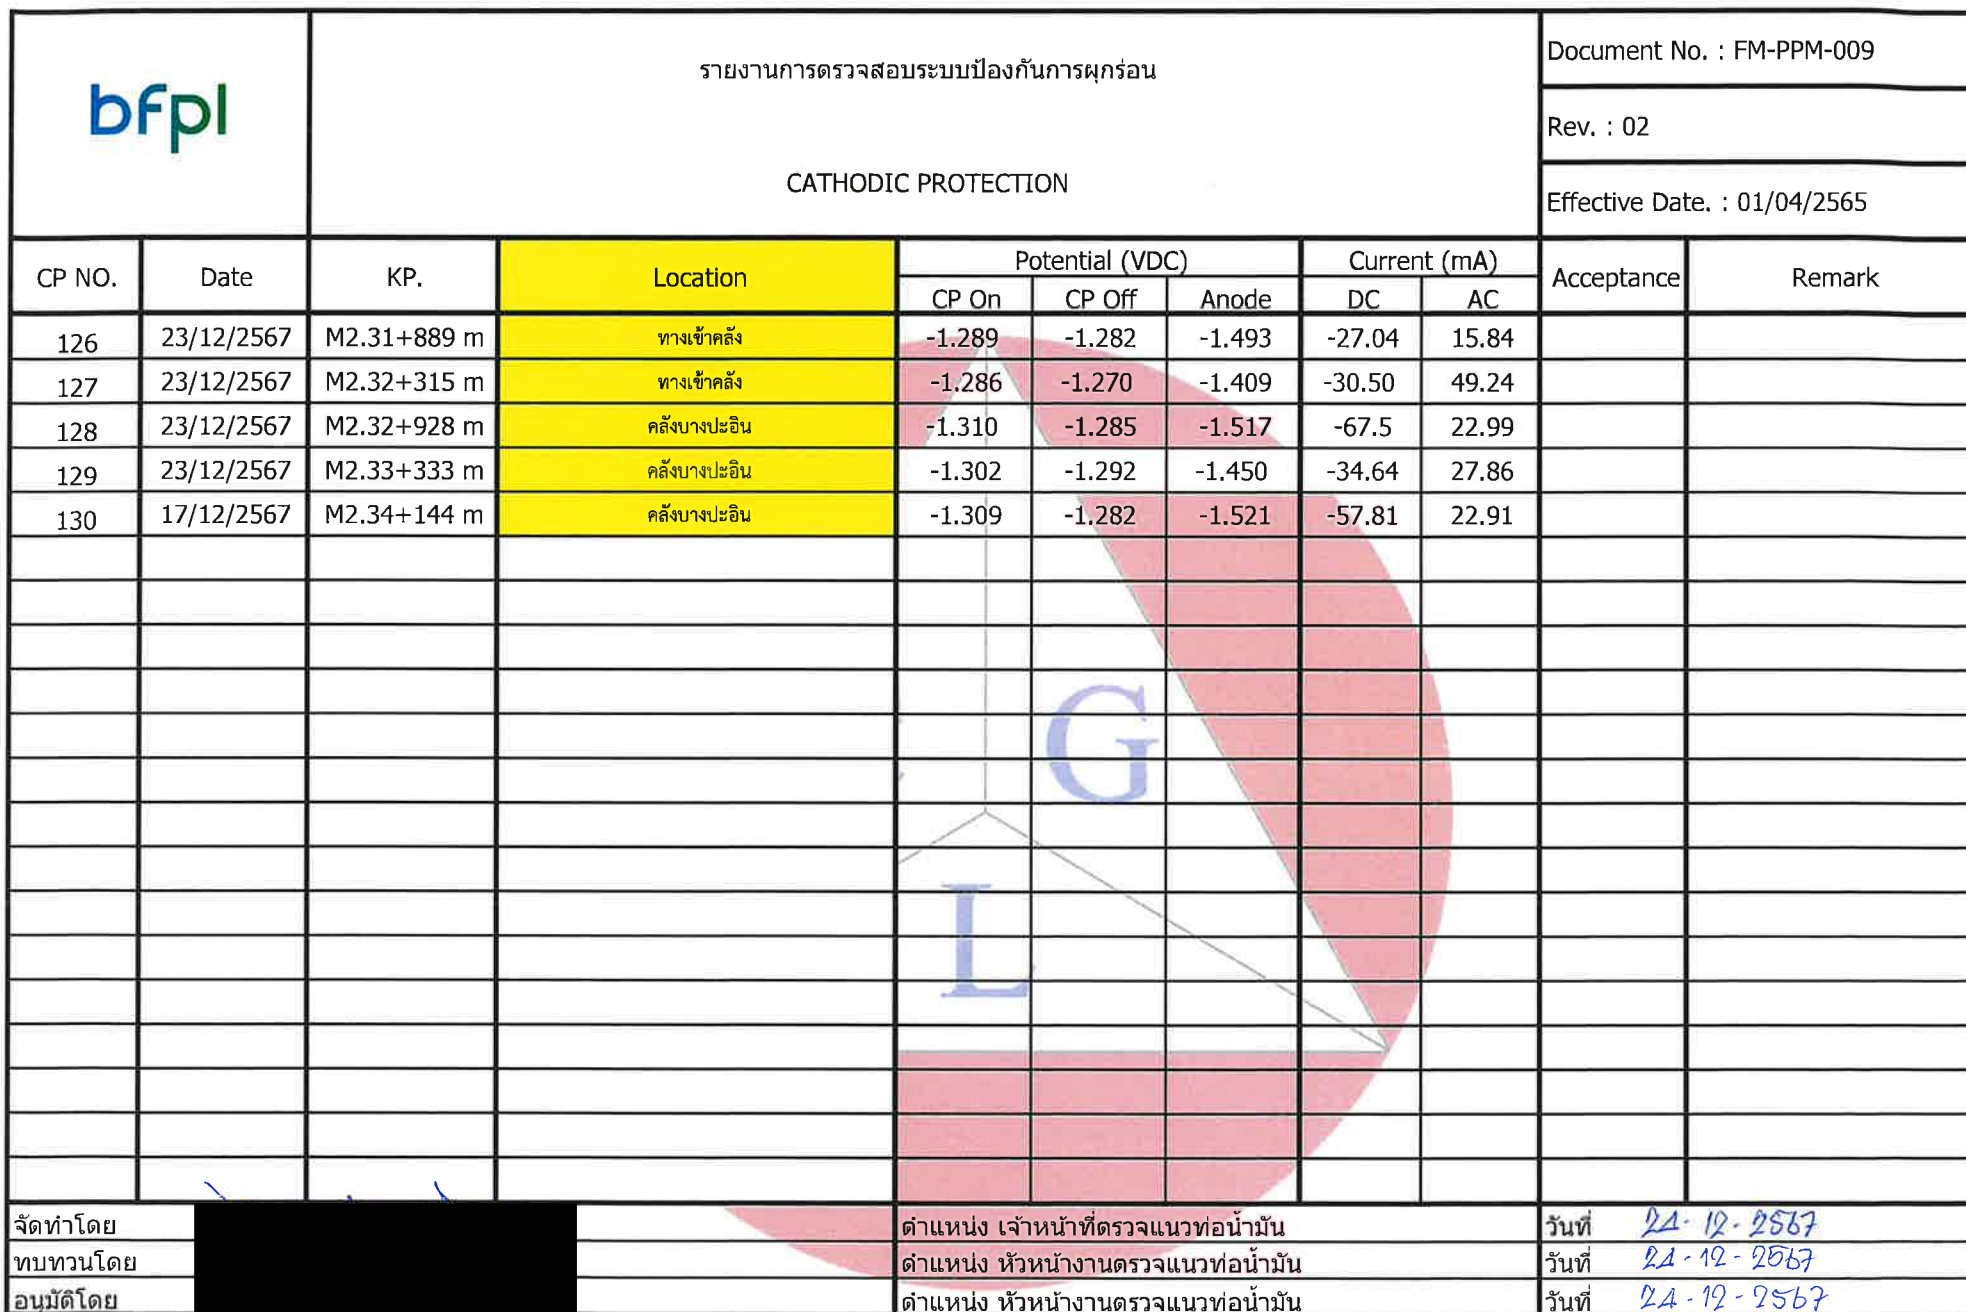 bfpl
รายงานการตรวจสอบระบบป้องกันการผุกร่อน
CATHODIC PROTECTION
Document No. : FM-PPM-009
Rev. : 02
Effective Date. : 01/04/2565
CP NO. Date KP. Location Potential (VDC) Current (mA) Acceptance Remark
CP On CP Off Anode DC AC
126 23/12/2567 M2.31+889 m ทางเข้าคลัง -1.289 -1.282 -1.493 -27.04 15.84
127 23/12/2567 M2.32+315 m ทางเข้าคลัง -1.286 -1.270 -1.409 -30.50 49.24
128 23/12/2567 M2.32+928 m คลังบางปะอิน -1.310 -1.285 -1.517 -67.5 22.99
129 23/12/2567 M2.33+333 m คลังบางปะอิน -1.302 -1.292 -1.450 -34.64 27.86
130 17/12/2567 M2.34+144 m คลังบางปะอิน -1.309 -1.282 -1.521 -57.81 22.91
G
L
จัดทำโดย ตำแหน่ง เจ้าหน้าที่ตรวจแนวท่อน้ำมัน วันที่ 24-12-2567
ทบทวนโดย ตำแหน่ง หัวหน้างานตรวจแนวท่อน้ำมัน วันที่ 24-12-2567
อนุมัติโดย ตำแหน่ง หัวหน้างานตรวจแนวท่อน้ำมัน วันที่ 24-12-2567